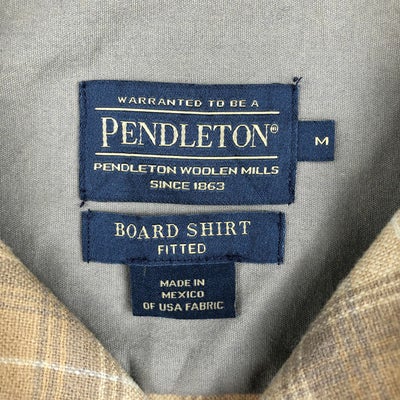 WARRANTED TO BE A
PENDLETON®
PENDLETON WOOLEN MILLS
SINCE 1863
M
BOARD SHIRT
FITTED
MADE IN
MEXICO
OF USA FABRIC